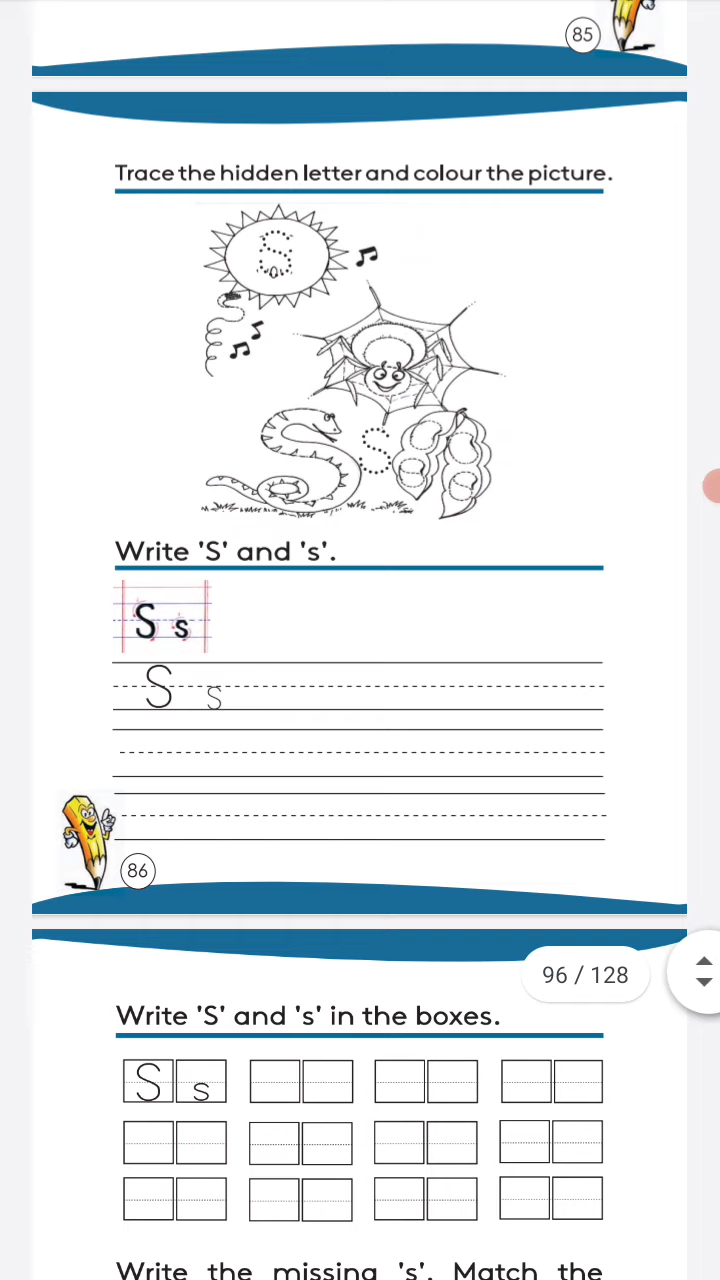 85
Trace the hidden letter and colour the picture.
S
S
Write 'S' and 's'.
S s
S s
86
96 / 128
Write 'S' and 's' in the boxes.
S s
Write the missing 's'. Match the